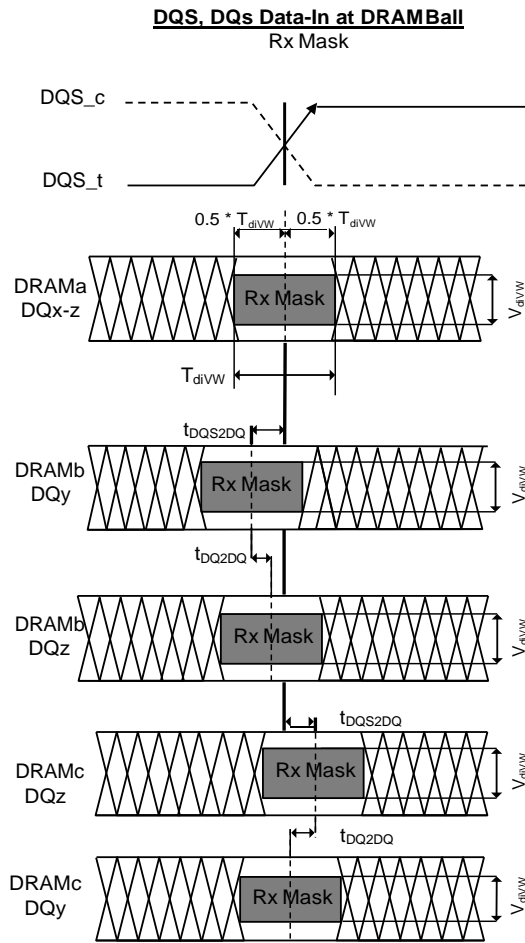 DQS, DQs Data-In at DRAM Ball
Rx Mask
DQS_c
DQS_t
0.5 * TdiVW 0.5 * TdiVW
DRAMa
DQx-z
Rx Mask
VdiVW
TdiVW
tDQS2DQ
DRAMb
DQy
Rx Mask
VdiVW
tDQ2DQ
DRAMb
DQz
Rx Mask
VdiVW
tDQS2DQ
DRAMc
DQz
Rx Mask
VdiVW
tDQ2DQ
DRAMc
DQy
Rx Mask
VdiVW